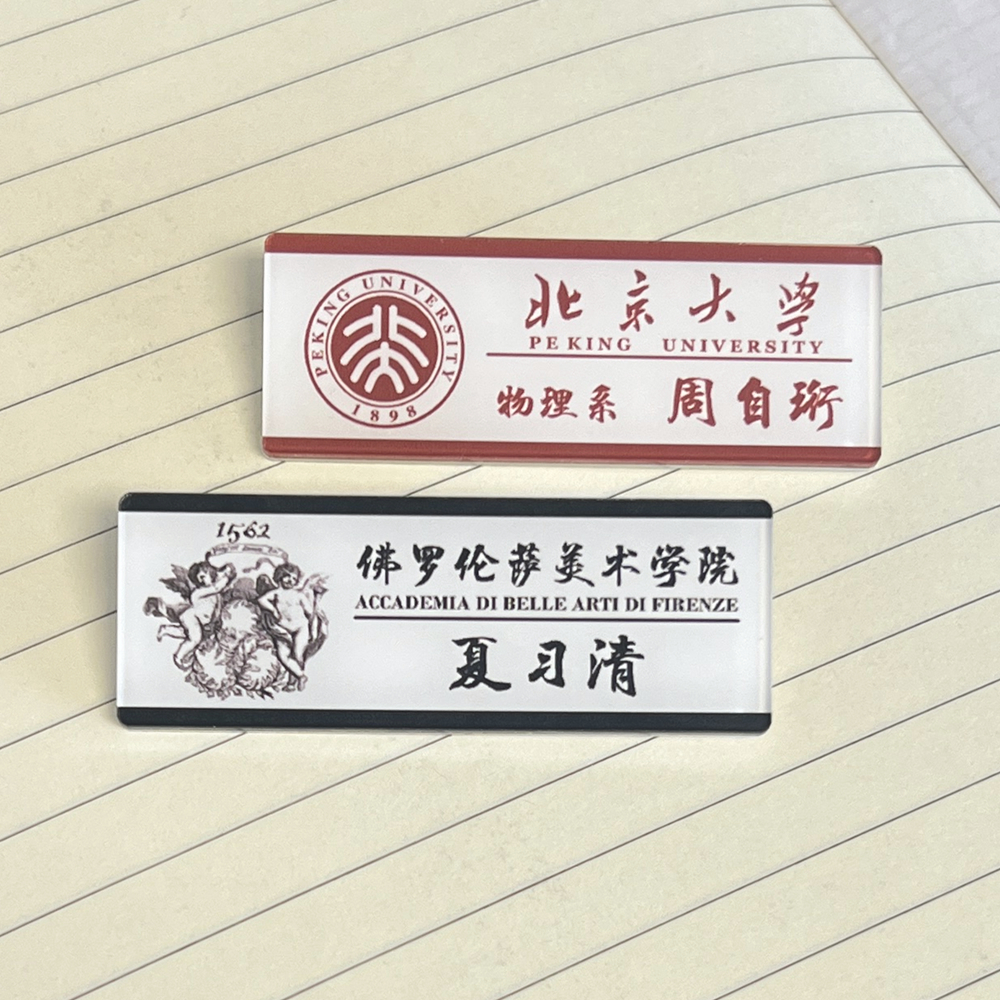 PEKING UNIVERSITY
1898
北京大学
PEKING UNIVERSITY
物理系 周自珩
1562
佛罗伦萨美术学院
ACCADEMIA DI BELLE ARTI DI FIRENZE
夏习清